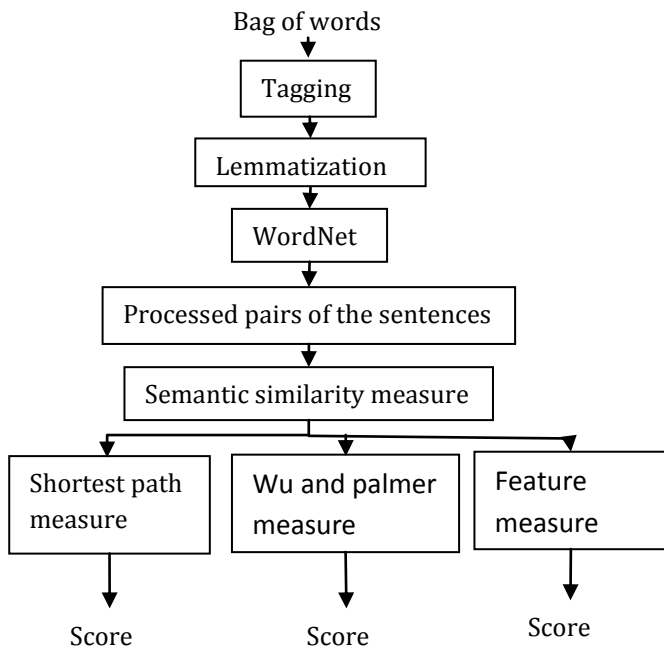 Bag of words
Tagging
Lemmatization
WordNet
Processed pairs of the sentences
Semantic similarity measure
Shortest path
measure
Wu and palmer
measure
Feature
measure
Score
Score
Score